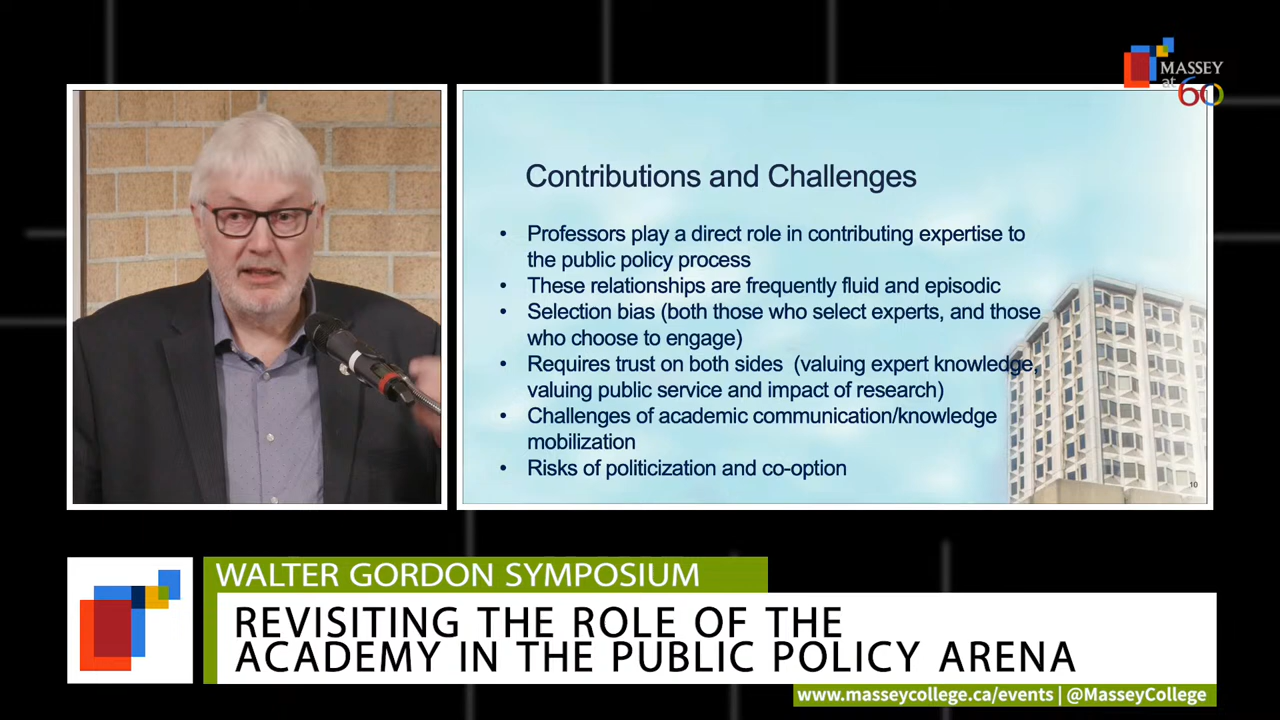 MASSEY
at 60
Contributions and Challenges
• Professors play a direct role in contributing expertise to
the public policy process
• These relationships are frequently fluid and episodic
• Selection bias (both those who select experts, and those
who choose to engage)
• Requires trust on both sides  (valuing expert knowledge,
valuing public service and impact of research)
• Challenges of academic communication/knowledge
mobilization
• Risks of politicization and co-option
10
WALTER GORDON SYMPOSIUM
REVISITING THE ROLE OF THE
ACADEMY IN THE PUBLIC POLICY ARENA
www.masseycollege.ca/events | @MasseyCollege